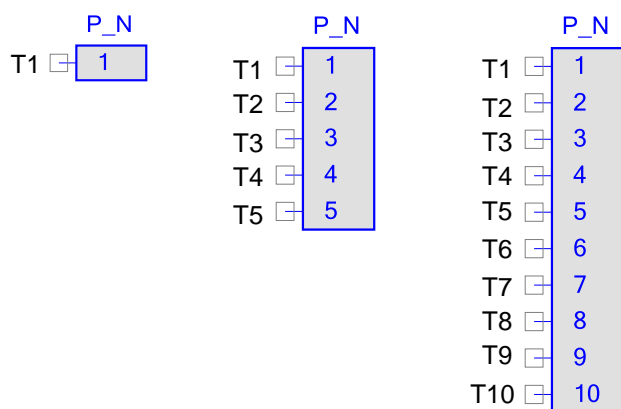 P_N
T1 1
P_N
T1 1
T2 2
T3 3
T4 4
T5 5
P_N
T1 1
T2 2
T3 3
T4 4
T5 5
T6 6
T7 7
T8 8
T9 9
T10 10